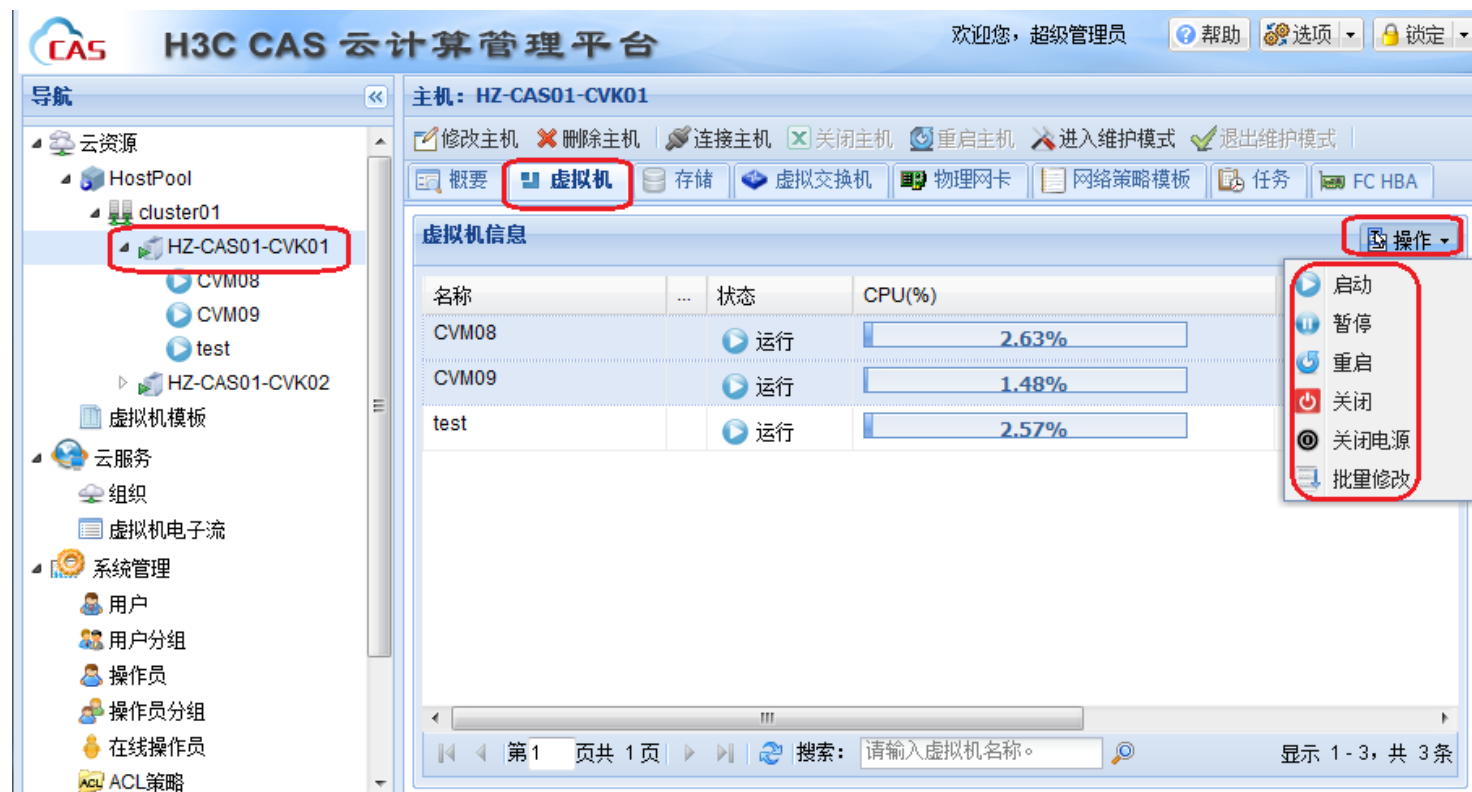 CAS H3C CAS 云计算管理平台 欢迎您，超级管理员 帮助 选项 锁定
导航
云资源
HostPool
cluster01
HZ-CAS01-CVK01
CVM08
CVM09
test
HZ-CAS01-CVK02
虚拟机模板
云服务
组织
虚拟机电子流
系统管理
用户
用户分组
操作员
操作员分组
在线操作员
ACL ACL策略
主机：HZ-CAS01-CVK01
修改主机 删除主机 连接主机 关闭主机 重启主机 进入维护模式 退出维护模式
概要 虚拟机 存储 虚拟交换机 物理网卡 网络策略模板 任务 FC HBA
虚拟机信息 操作
名称 ... 状态 CPU(%)
CVM08 运行 2.63%
CVM09 运行 1.48%
test 运行 2.57%
启动
暂停
重启
关闭
关闭电源
批量修改
第 1 页共 1 页 搜索： 请输入虚拟机名称。 显示 1 - 3，共 3 条